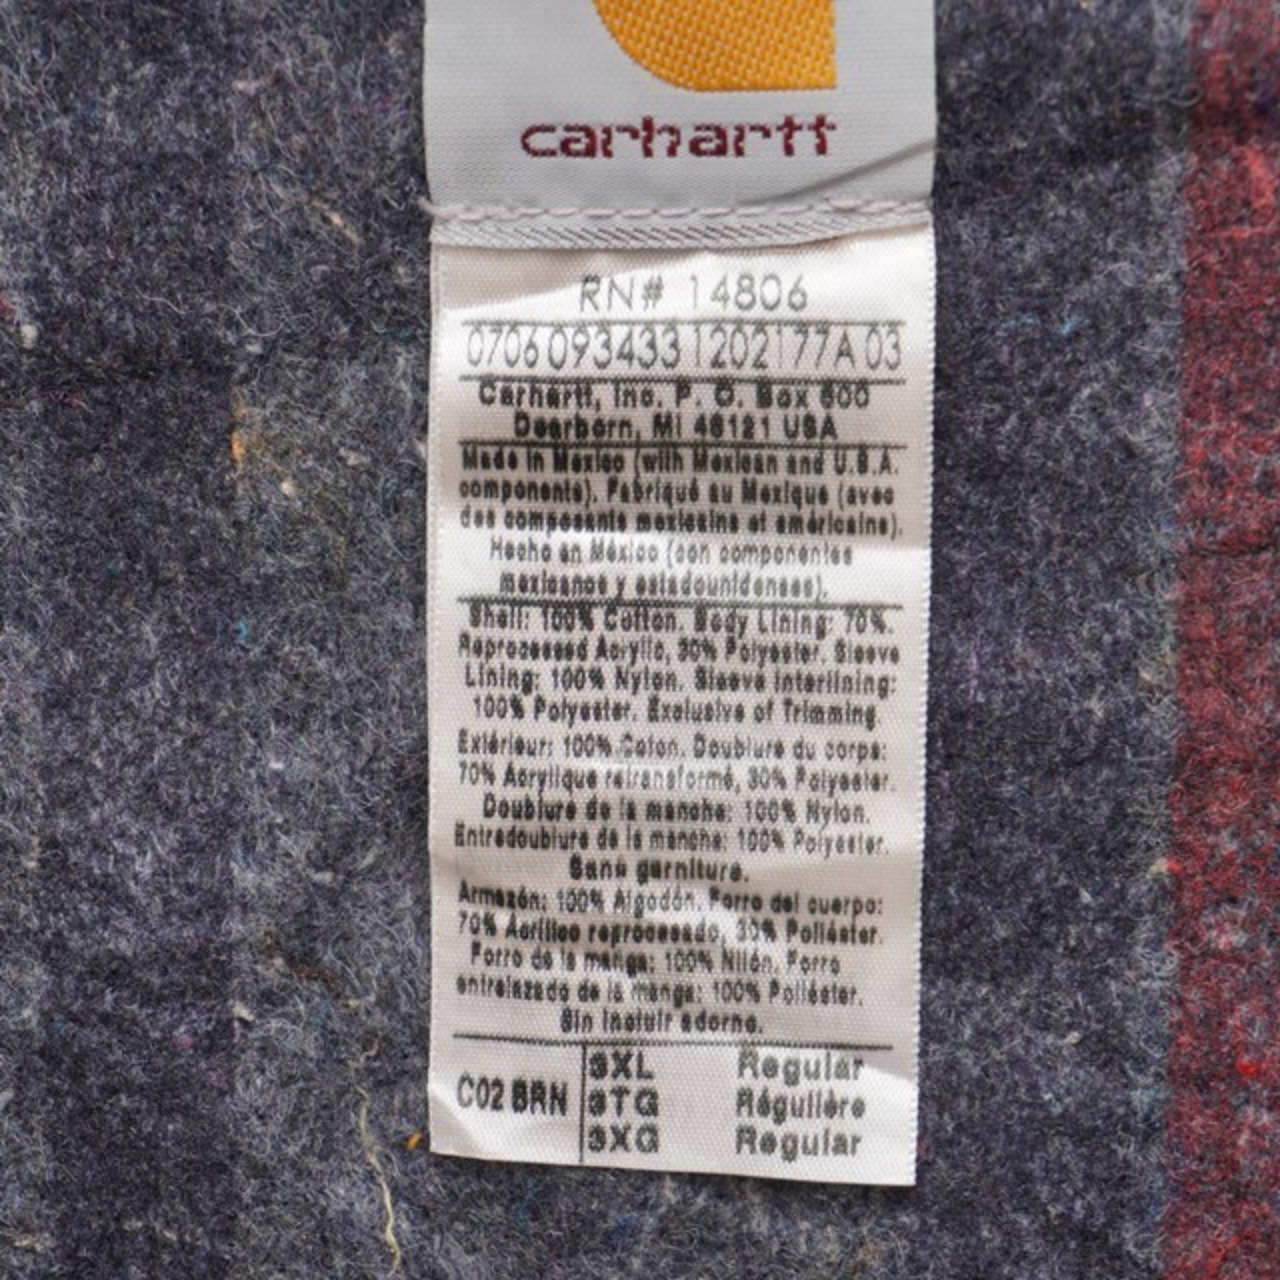 carhartt
RN# 14806
0706 093433 1202177A 03
Carhartt, Inc. P. O. Box 600
Dearborn, Mi 48121 USA
Made in Mexico (with Mexican and U.S.A.
components). Fabriqué au Mexique (avec
des composants mexicains et américains).
Hecho en México (con componentes
mexicanos y estadounidenses).
Shell: 100% Cotton. Body Lining: 70%.
Reprocessed Acrylic, 30% Polyester. Sleeve
Lining: 100% Nylon. Sleeve Interlining:
100% Polyester. Exclusive of Trimming.
Extérieur: 100% Coton. Doublure du corps:
70% Acrylique retransformé, 30% Polyester.
Doublure de la manche: 100% Nylon.
Entredoublure de la manche: 100% Polyester.
Sans garniture.
Armazón: 100% Algodón. Forro del cuerpo:
70% Acrílico reprocesado, 30% Poliéster.
Forro de la manga: 100% Nilón. Forro
entrelazado de la manga: 100% Poliéster.
Sin incluir adorno.
C02 BRN
3XL Regular
3TG Régulière
3XG Regular